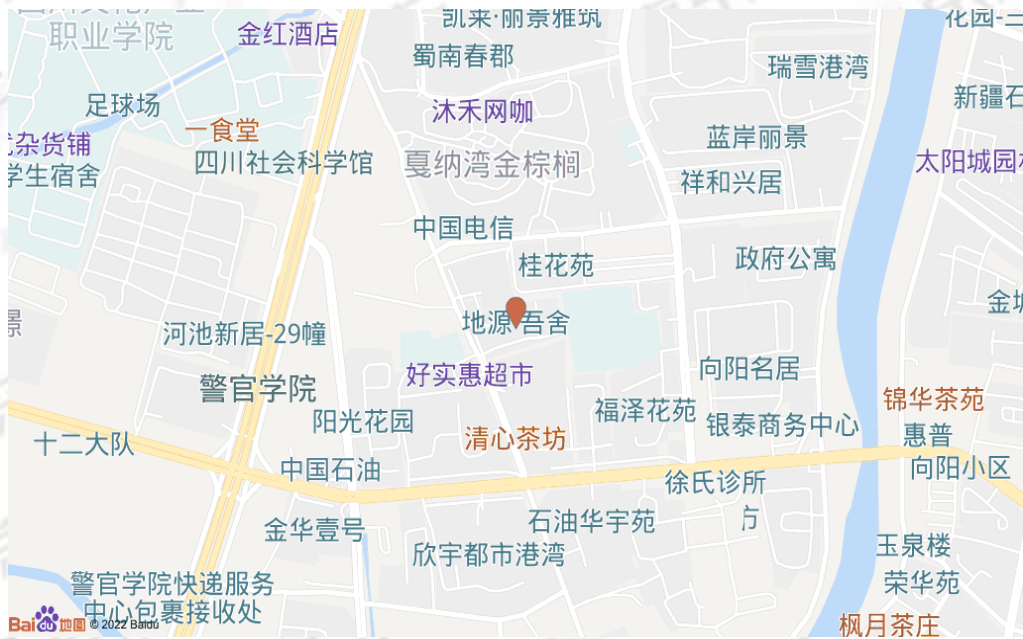 凯来·丽景雅筑
职业学院
金红酒店
蜀南春郡
瑞雪港湾
足球场
沐禾网咖
新疆石
杂货铺
一食堂
蓝岸丽景
学生宿舍
四川社会科学馆
戛纳湾金棕榈
太阳城园
祥和兴居
中国电信
桂花苑
政府公寓
地源·吾舍
金
景
河池新居-29幢
好实惠超市
向阳名居
警官学院
阳光花园
福泽花苑
锦华茶苑
清心茶坊
银泰商务中心
十二大队
惠普
中国石油
向阳小区
徐氏诊所
金华壹号
石油华宇苑
方
欣宇都市港湾
玉泉楼
警官学院快递服务
中心包裹接收处
荣华苑
枫月茶庄
Bai du 地图 © 2022 Baidu